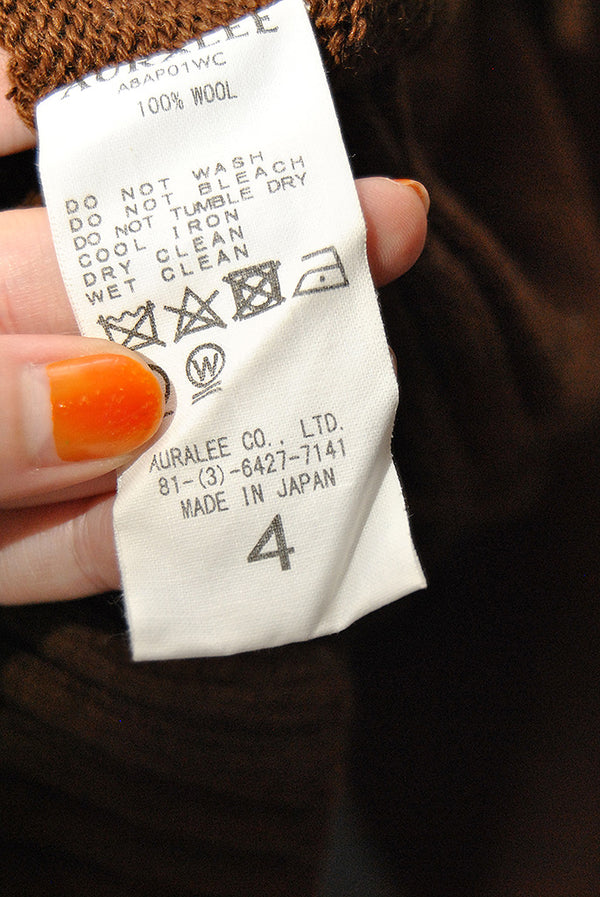 AURALEE
A8AP01WC
100% WOOL
DO NOT WASH
DO NOT BLEACH
DO NOT TUMBLE DRY
COOL IRON
DRY CLEAN
WET CLEAN
W
AURALEE CO., LTD.
81-(3)-6427-7141
MADE IN JAPAN
4